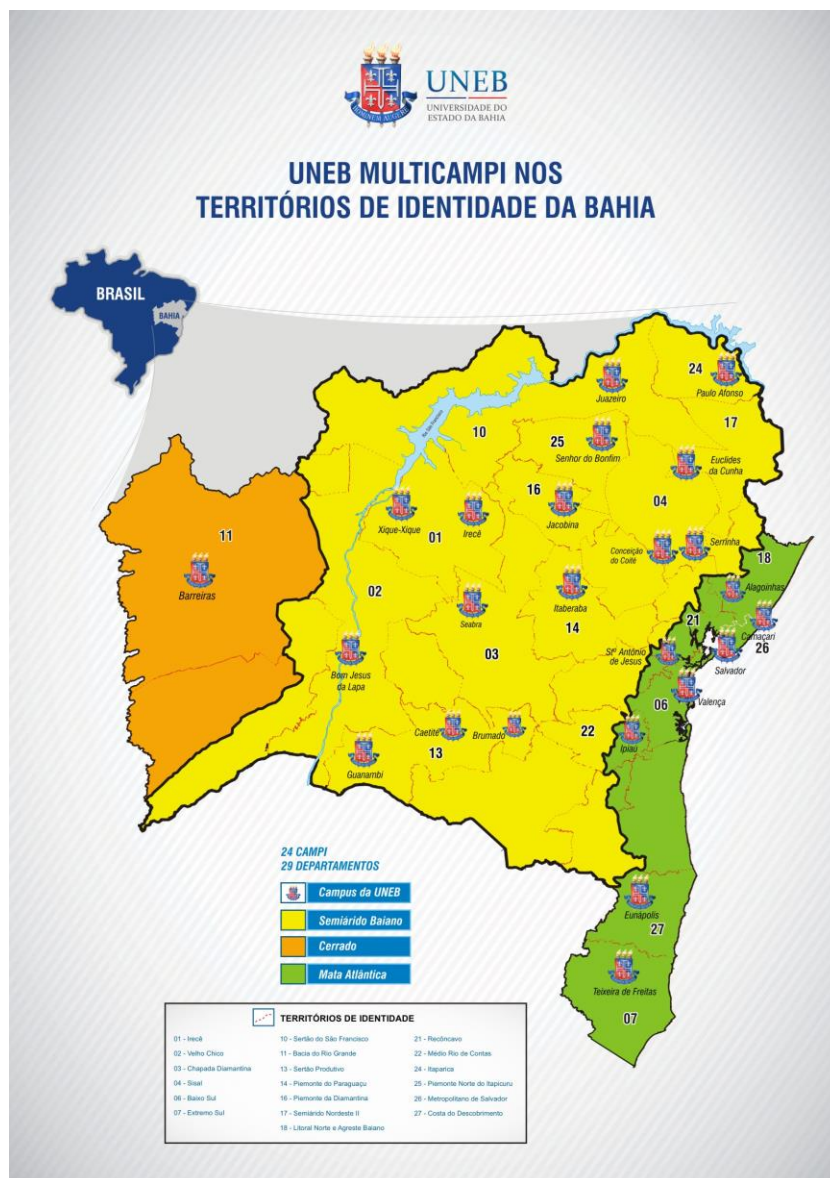 UNEB
UNIVERSIDADE DO
ESTADO DA BAHIA
HOMINEM AUGERE
UNEB MULTICAMPI NOS
TERRITÓRIOS DE IDENTIDADE DA BAHIA
BRASIL
BAHIA
24
Paulo Afonso
Juazeiro
17
10
Rio São Francisco
25
Senhor do Bonfim
Euclides
da Cunha
16
04
Xique-Xique
01
Irecê
Jacobina
11
Barreiras
Conceição
do Coité
Serrinha
18
Alagoinhas
02
Seabra
Itaberaba
14
21
Camaçari
26
03
Stº Antônio
de Jesus
Salvador
Bom Jesus
da Lapa
06
Valença
Caetité
Brumado
22
13
Ipiaú
Guanambi
24 CAMPI
29 DEPARTAMENTOS
Campus da UNEB
Semiárido Baiano
Cerrado
Mata Atlântica
Eunápolis
27
Teixeira de Freitas
07
TERRITÓRIOS DE IDENTIDADE
01 - Irecê
02 - Velho Chico
03 - Chapada Diamantina
04 - Sisal
06 - Baixo Sul
07 - Extremo Sul
10 - Sertão do São Francisco
11 - Bacia do Rio Grande
13 - Sertão Produtivo
14 - Piemonte do Paraguaçu
16 - Piemonte da Diamantina
17 - Semiárido Nordeste II
18 - Litoral Norte e Agreste Baiano
21 - Recôncavo
22 - Médio Rio de Contas
24 - Itaparica
25 - Piemonte Norte do Itapicuru
26 - Metropolitano de Salvador
27 - Costa do Descobrimento